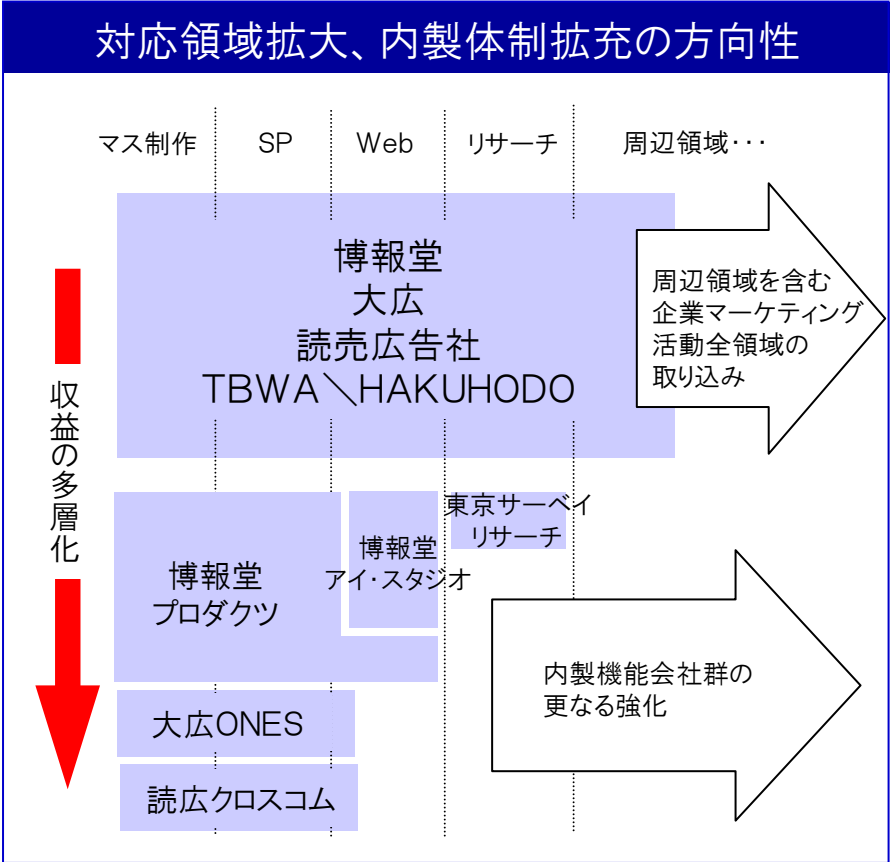 対応領域拡大、内製体制拡充の方向性
マス制作
SP
Web
リサーチ
周辺領域･･･
博報堂
大広
読売広告社
TBWA＼HAKUHODO
周辺領域を含む
企業マーケティング
活動全領域の
取り込み
収益の多層化
博報堂
プロダクツ
博報堂
アイ･スタジオ
東京サーベイ
リサーチ
内製機能会社群の
更なる強化
大広ONES
読広クロスコム